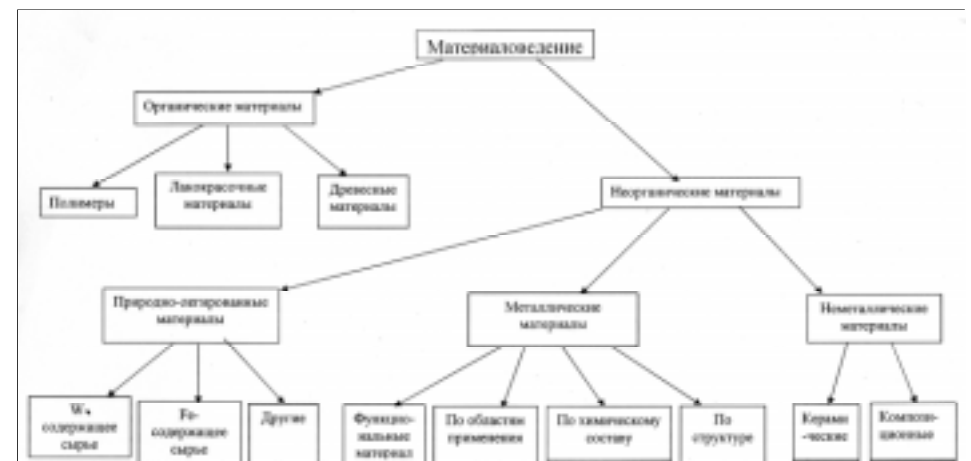 Материаловедение
Органические материалы
Полимеры
Лакокрасочные
материалы
Древесные
материалы
Неорганические материалы
Природно-легированные
материалы
Металлические
материалы
Неметаллические
материалы
W-
содержащее
сырье
Fe-
содержащее
сырье
Другие
Функцио-
нальные
материал
По областям
применения
По химическому
составу
По
структуре
Керами
-ческие
Компози-
ционные